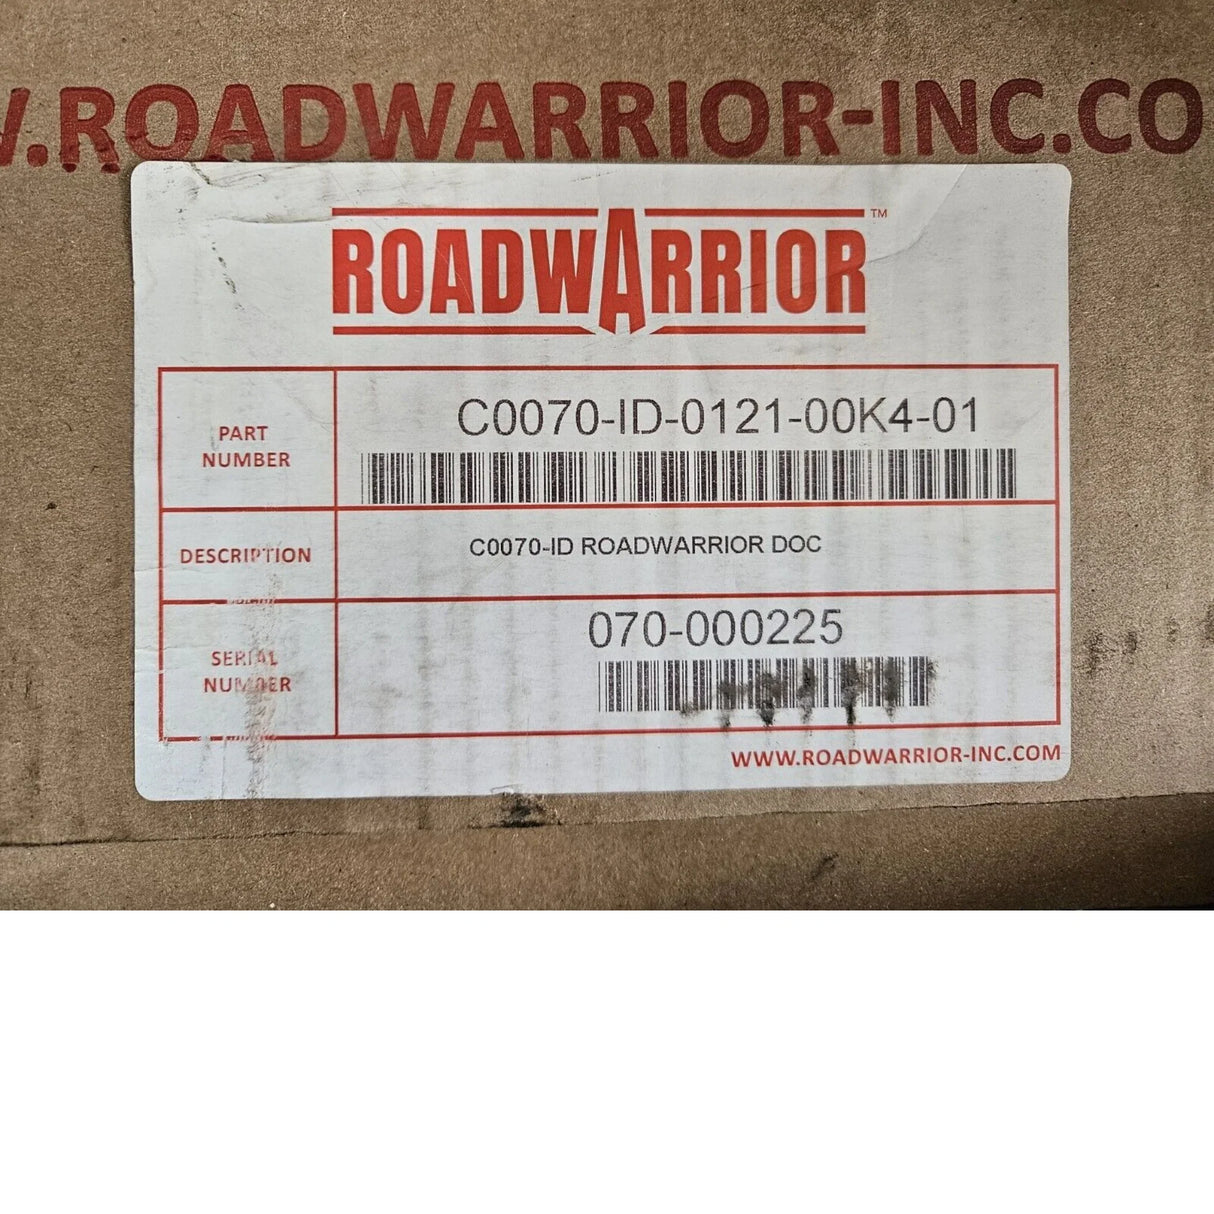 .ROADWARRIOR-INC.CO
ROADWARRIOR™
PART
NUMBER
C0070-ID-0121-00K4-01
DESCRIPTION
C0070-ID ROADWARRIOR DOC
SERIAL
NUMBER
070-000225
WWW.ROADWARRIOR-INC.COM